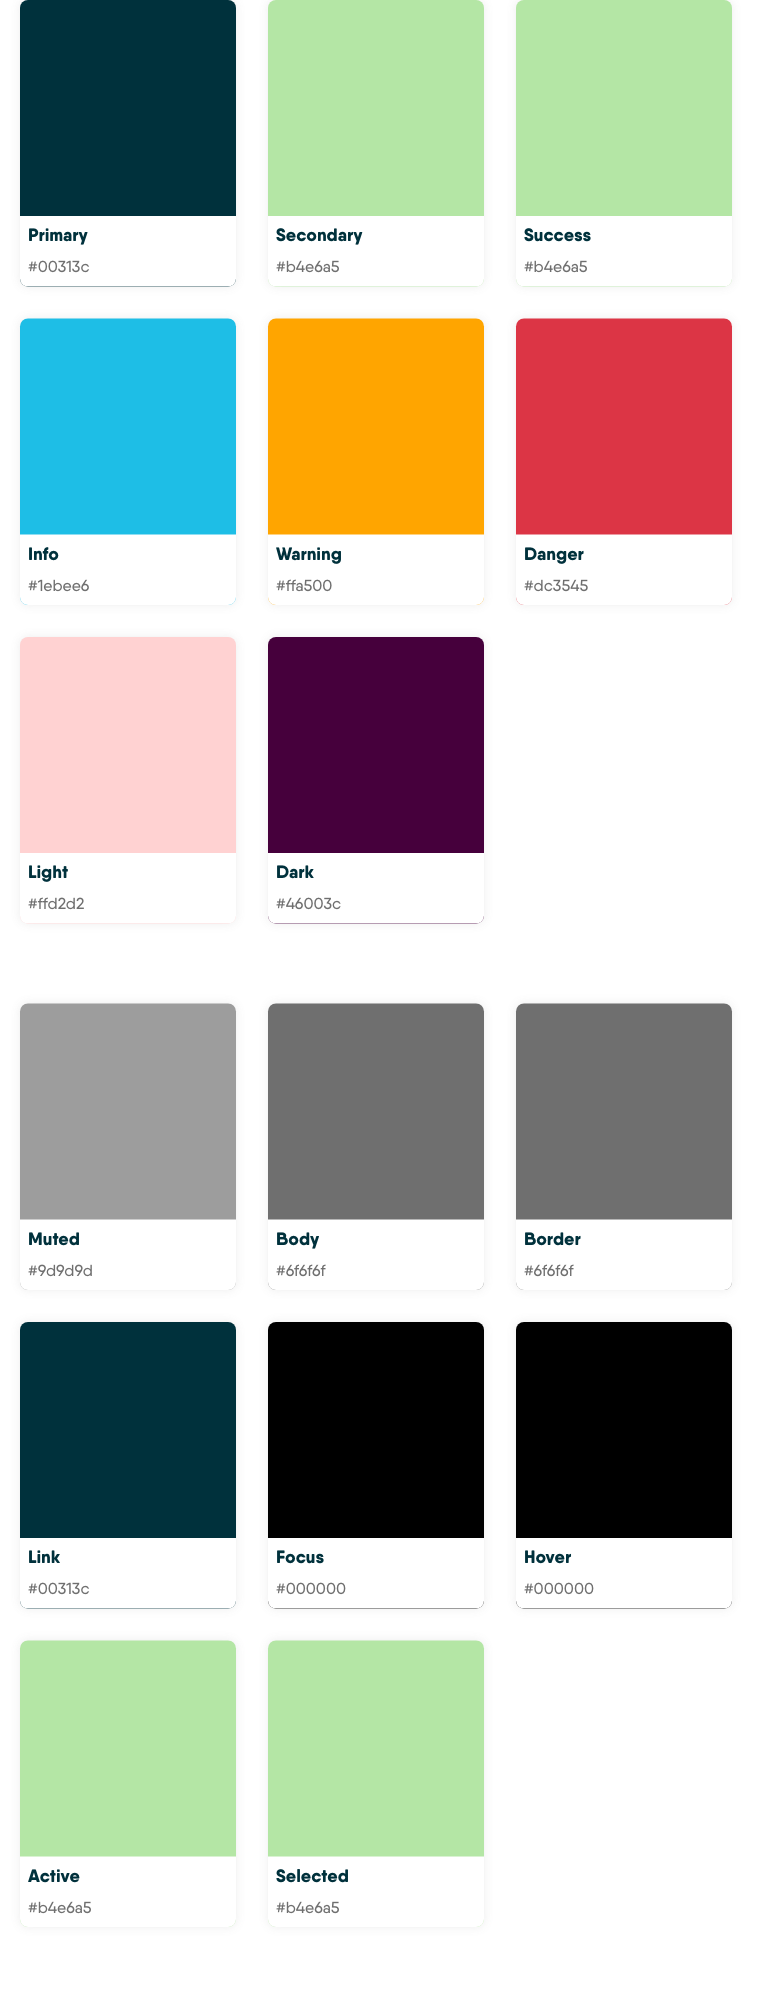 Primary
#00313c
Secondary
#b4e6a5
Success
#b4e6a5
Info
#1ebee6
Warning
#ffa500
Danger
#dc3545
Light
#ffd2d2
Dark
#46003c
Muted
#9d9d9d
Body
#6f6f6f
Border
#6f6f6f
Link
#00313c
Focus
#000000
Hover
#000000
Active
#b4e6a5
Selected
#b4e6a5